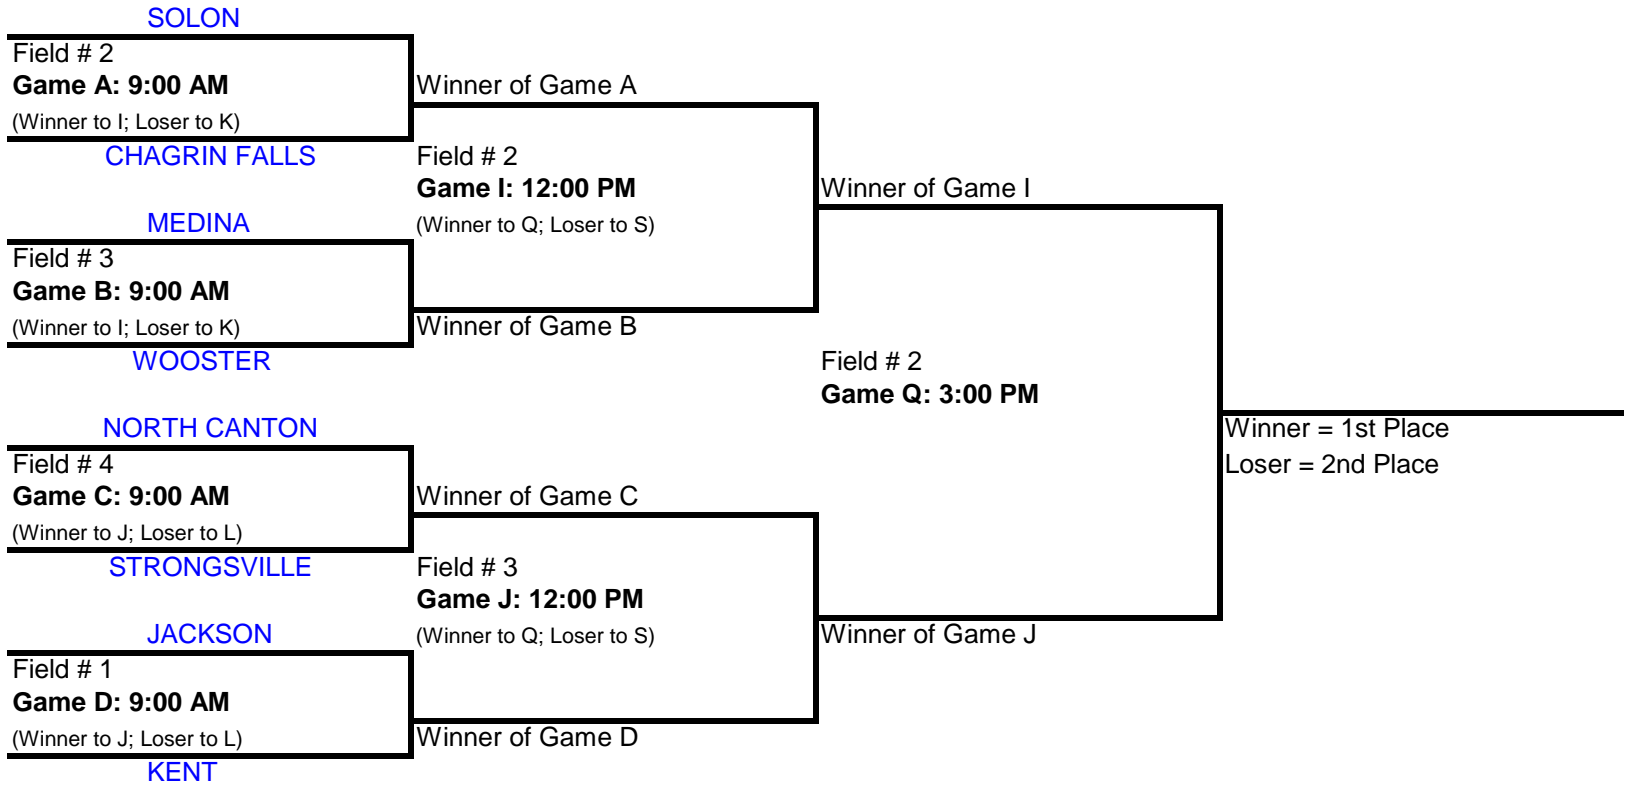 SOLON
Field # 2
Game A: 9:00 AM
(Winner to I; Loser to K)
CHAGRIN FALLS
MEDINA
Field # 3
Game B: 9:00 AM
(Winner to I; Loser to K)
WOOSTER
NORTH CANTON
Field # 4
Game C: 9:00 AM
(Winner to J; Loser to L)
STRONGSVILLE
JACKSON
Field # 1
Game D: 9:00 AM
(Winner to J; Loser to L)
KENT
Winner of Game A
Field # 2
Game I: 12:00 PM
(Winner to Q; Loser to S)
Winner of Game B
Winner of Game C
Field # 3
Game J: 12:00 PM
(Winner to Q; Loser to S)
Winner of Game D
Winner of Game I
Field # 2
Game Q: 3:00 PM
Winner of Game J
Winner = 1st Place
Loser = 2nd Place